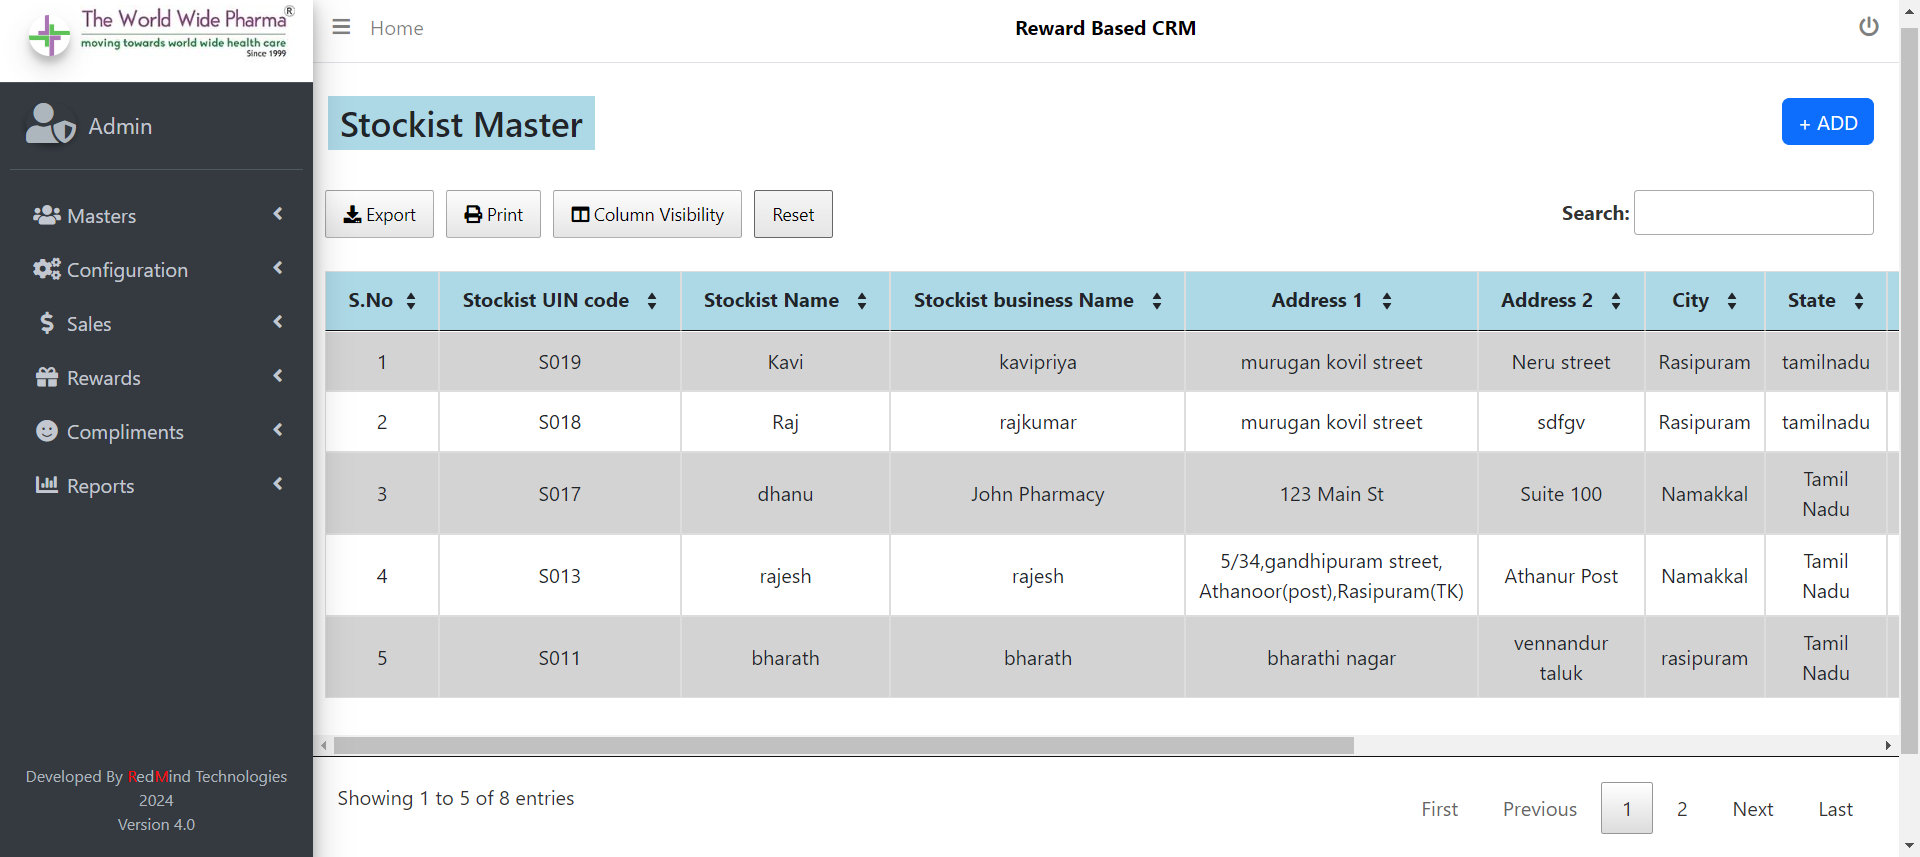 The World Wide Pharma®
moving towards world wide health care
Since 1999
Home
Reward Based CRM
Admin
Masters
Configuration
Sales
Rewards
Compliments
Reports
Developed By RedMind Technologies
2024
Version 4.0
Stockist Master
+ ADD
Export Print Column Visibility Reset
Search:
S.No Stockist UIN code Stockist Name Stockist business Name Address 1 Address 2 City State
1 S019 Kavi kavipriya murugan kovil street Neru street Rasipuram tamilnadu
2 S018 Raj rajkumar murugan kovil street sdfgv Rasipuram tamilnadu
3 S017 dhanu John Pharmacy 123 Main St Suite 100 Namakkal Tamil
Nadu
4 S013 rajesh rajesh 5/34,gandhipuram street,
Athanoor(post),Rasipuram(TK) Athanur Post Namakkal Tamil
Nadu
5 S011 bharath bharath bharathi nagar vennandur
taluk rasipuram Tamil
Nadu
Showing 1 to 5 of 8 entries
First Previous 1 2 Next Last